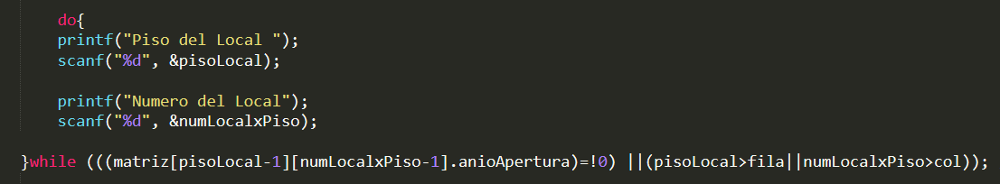 do{
printf("Piso del Local ");
scanf("%d", &pisoLocal);
printf("Numero del Local");
scanf("%d", &numLocalxPiso);
}while (((matriz[pisoLocal-1][numLocalxPiso-1].anioApertura)=!0) ||(pisoLocal>fila||numLocalxPiso>col));